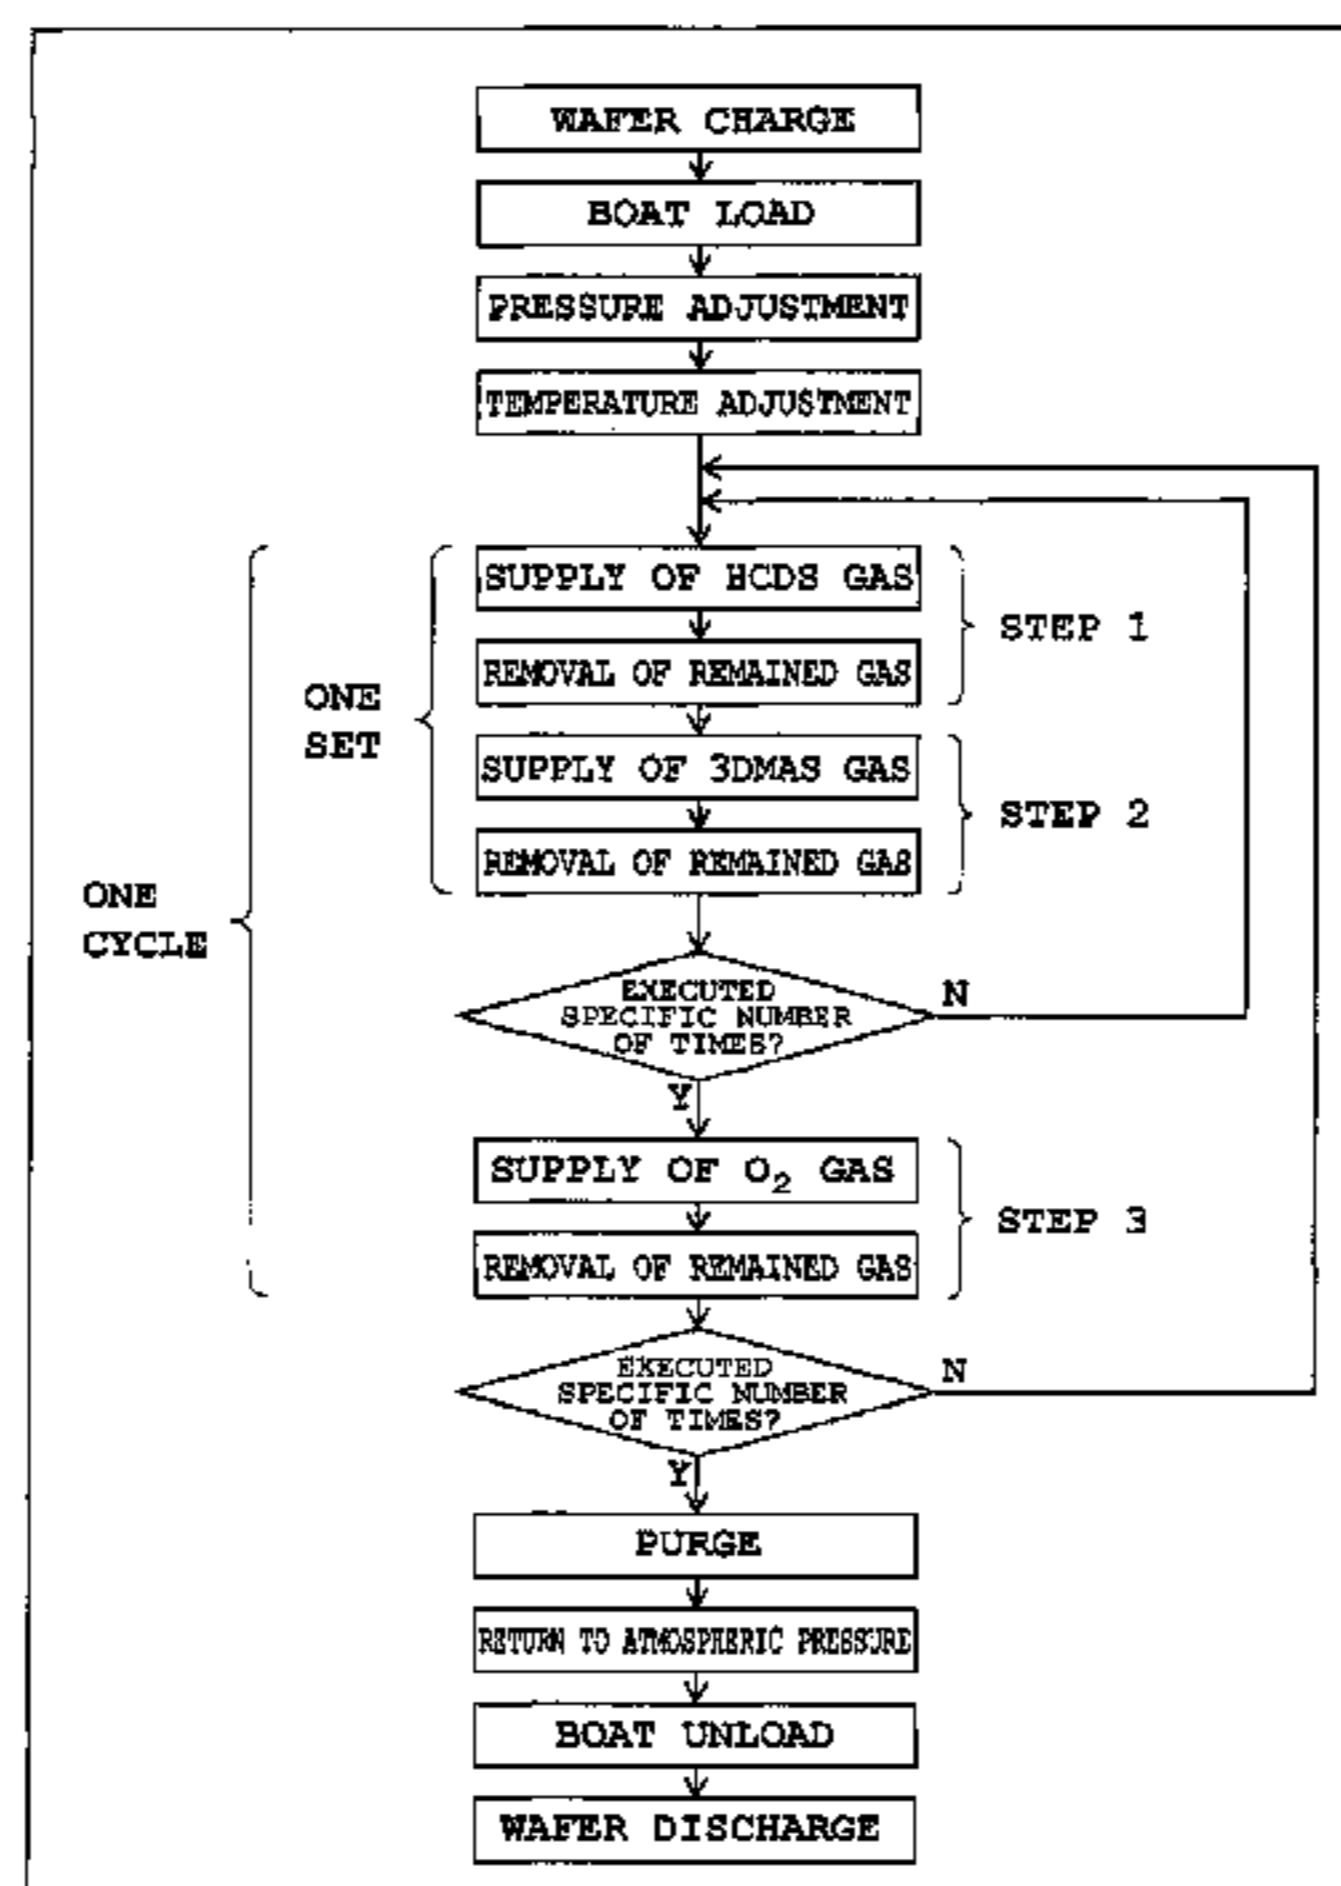 WAFER CHARGE
BOAT LOAD
PRESSURE ADJUSTMENT
TEMPERATURE ADJUSTMENT
SUPPLY OF HCDS GAS
REMOVAL OF REMAINED GAS
STEP 1
ONE
SET
SUPPLY OF 3DMAS GAS
REMOVAL OF REMAINED GAS
STEP 2
ONE
CYCLE
EXECUTED
SPECIFIC NUMBER
OF TIMES?
N
Y
SUPPLY OF O₂ GAS
REMOVAL OF REMAINED GAS
STEP 3
EXECUTED
SPECIFIC NUMBER
OF TIMES?
N
Y
PURGE
RETURN TO ATMOSPHERIC PRESSURE
BOAT UNLOAD
WAFER DISCHARGE